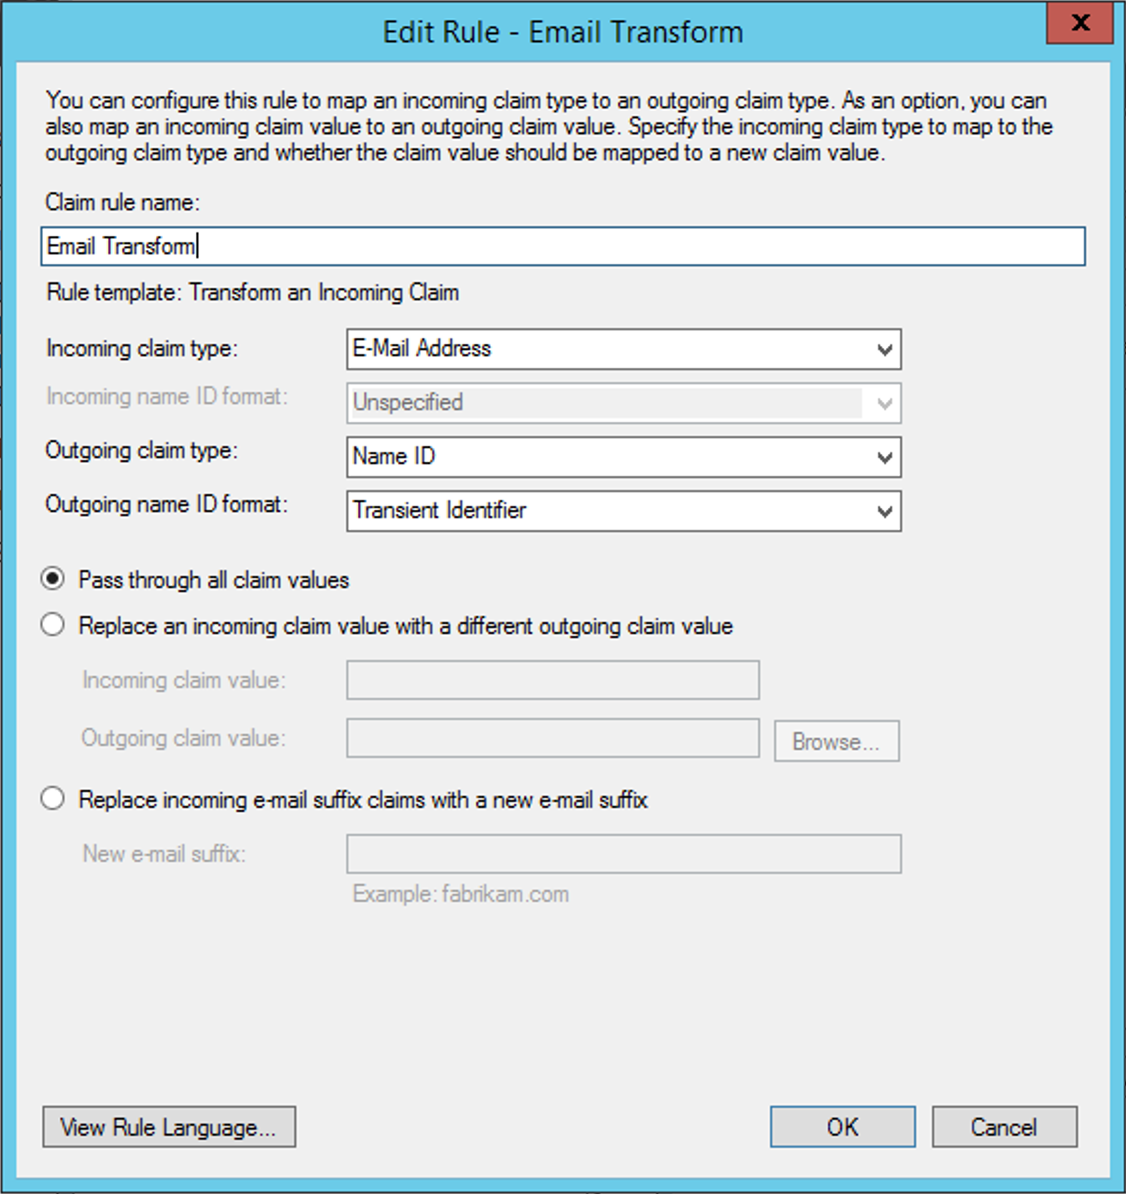 Edit Rule - Email Transform
X
You can configure this rule to map an incoming claim type to an outgoing claim type. As an option, you can
also map an incoming claim value to an outgoing claim value. Specify the incoming claim type to map to the
outgoing claim type and whether the claim value should be mapped to a new claim value.
Claim rule name:
Email Transform
Rule template: Transform an Incoming Claim
Incoming claim type: E-Mail Address
Incoming name ID format: Unspecified
Outgoing claim type: Name ID
Outgoing name ID format: Transient Identifier
Pass through all claim values
Replace an incoming claim value with a different outgoing claim value
Incoming claim value:
Outgoing claim value: Browse...
Replace incoming e-mail suffix claims with a new e-mail suffix
New e-mail suffix:
Example: fabrikam.com
View Rule Language... OK Cancel